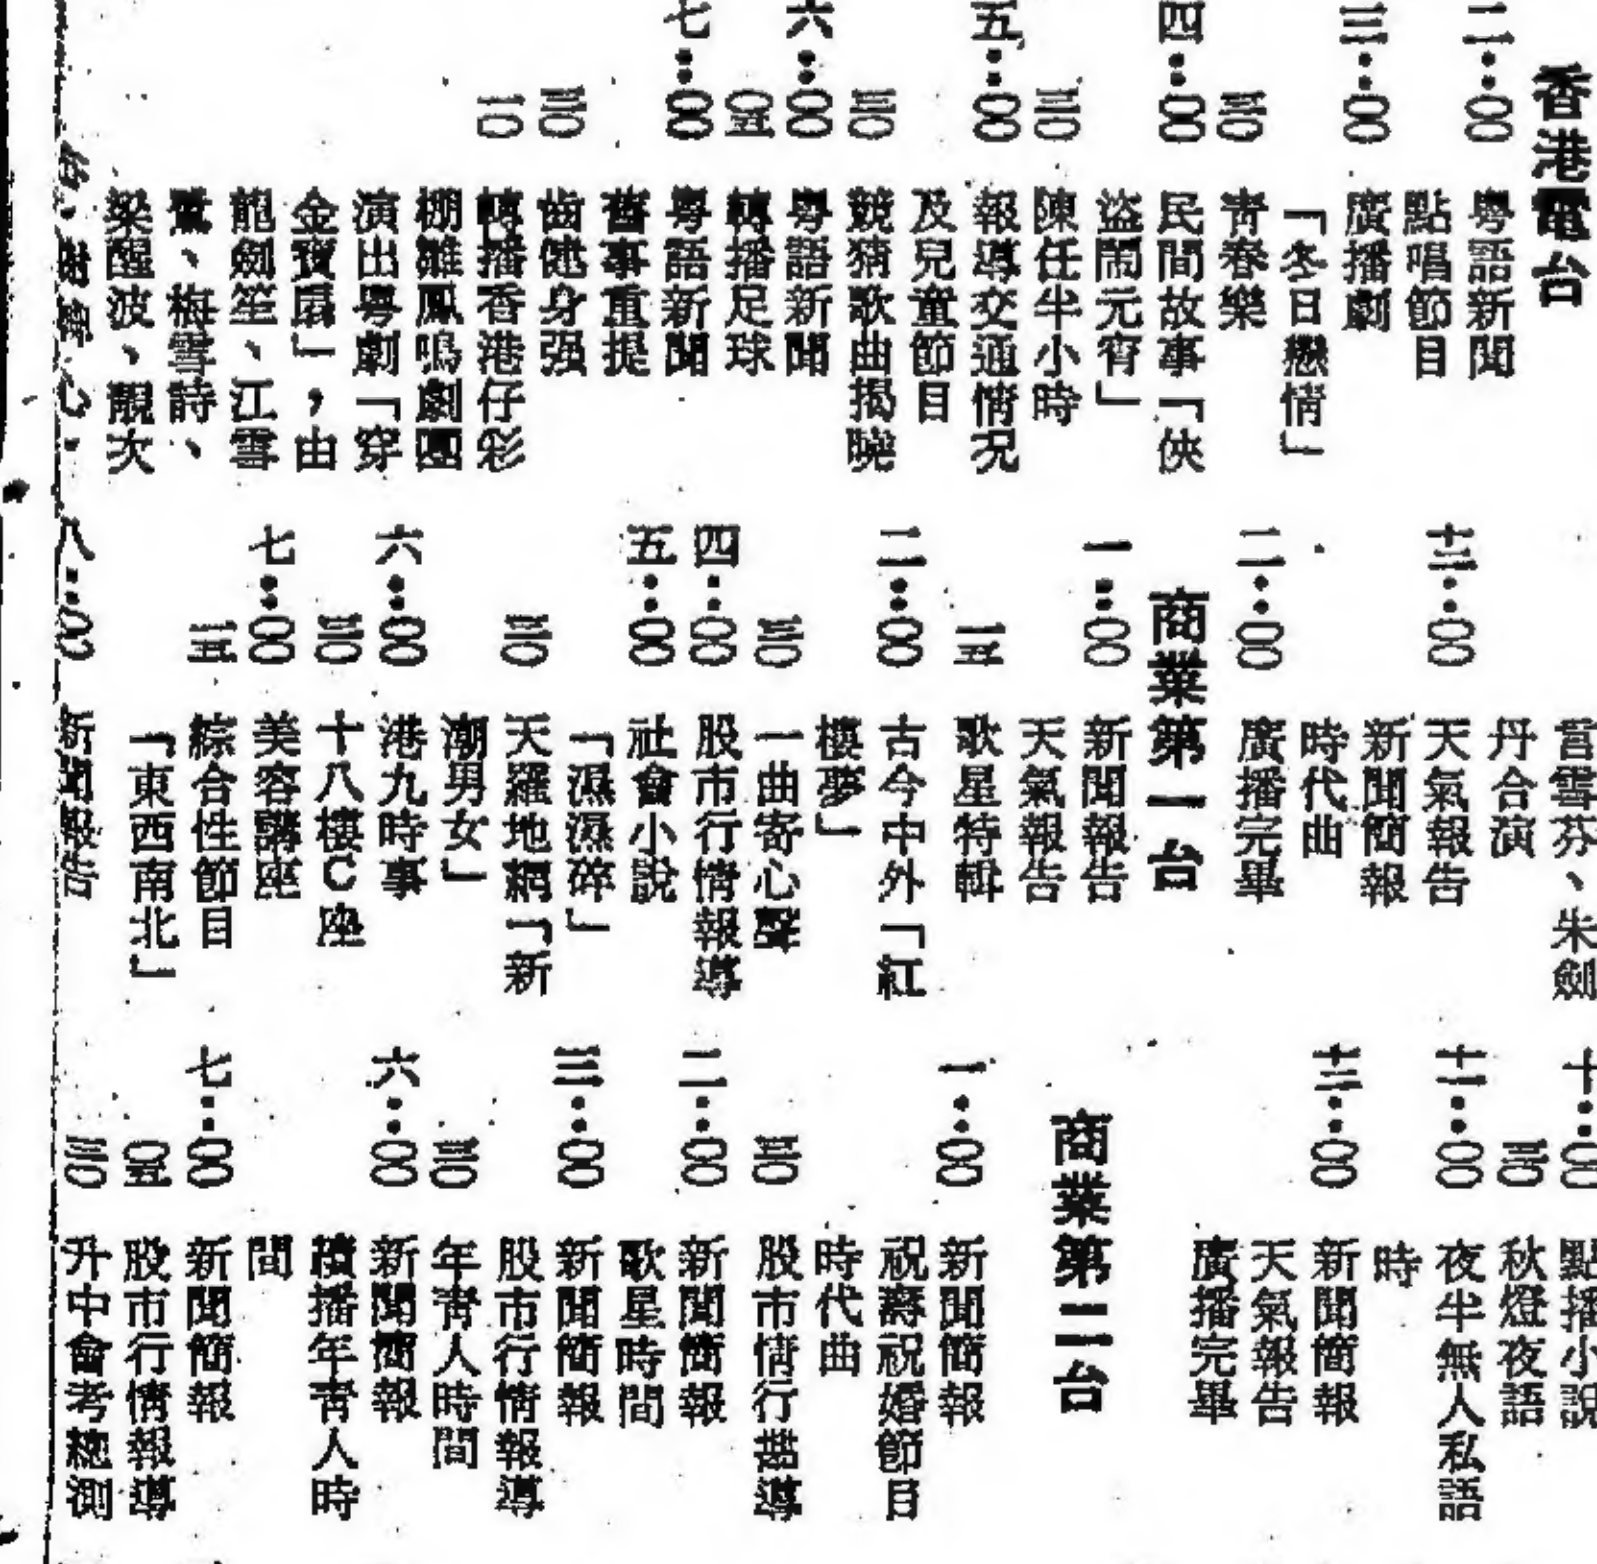 香港電台
二:〇〇 粵語新聞
點唱節目
三:〇〇 廣播劇
「冬日戀情」
三〇 青春樂
四:〇〇 民間故事「俠
盜鬧元宵」
三〇 陳任半小時
五:〇〇 報導交通情況
及兒童節目
三〇 競猜歌曲揭曉
六:〇〇 粵語新聞
〇五 轉播足球
七:〇〇 粵語新聞
舊事重提
三〇 齒健身强
一〇 轉播香港仔彩
棚雛鳳鳴劇團
演出粵劇「穿
金寶扇」,由
龍劍笙、江雪
鷺、梅雪詩、
梁醒波、靚次
言雪芬、朱劍
丹合演
十二:〇〇 天氣報告
新聞簡報
時代曲
二:〇〇 廣播完畢
商業第一台
一:〇〇 新聞報告
天氣報告
一五 歌星特輯
二:〇〇 古今中外「紅
樓夢」
三〇 一曲寄心聲
四:〇〇 股市行情報導
五:〇〇 社會小說
「濕濕碎」
三〇 天羅地網「新
潮男女」
六:〇〇 港九時事
三〇 十八樓C座
七:〇〇 美容講座
一五 綜合性節目
「東西南北」
八:〇〇 新聞報告
十:〇〇 點播小說
三〇 秋燈夜語
十一:〇〇 夜半無人私語
時
十二:〇〇 新聞簡報
天氣報告
廣播完畢
商業第二台
一:〇〇 新聞簡報
祝壽祝婚節目
時代曲
三〇 股市情行報導
二:〇〇 新聞簡報
歌星時間
三:〇〇 新聞簡報
股市行情報導
三〇 年青人時間
六:〇〇 新聞簡報
續播年青人時
間
七:〇〇 新聞簡報
〇五 股市行情報導
三〇 升中會考總測